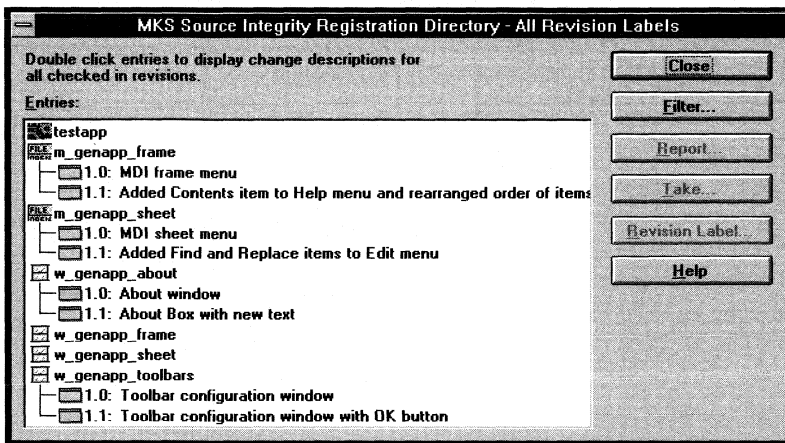 MKS Source Integrity Registration Directory - All Revision Labels
Double click entries to display change descriptions for
all checked in revisions.
Entries:
testapp
FILE INDEX m_genapp_frame
1.0: MDI frame menu
1.1: Added Contents item to Help menu and rearranged order of items
FILE INDEX m_genapp_sheet
1.0: MDI sheet menu
1.1: Added Find and Replace items to Edit menu
w_genapp_about
1.0: About window
1.1: About Box with new text
w_genapp_frame
w_genapp_sheet
w_genapp_toolbars
1.0: Toolbar configuration window
1.1: Toolbar configuration window with OK button
Close
Filter...
Report...
Take...
Revision Label...
Help